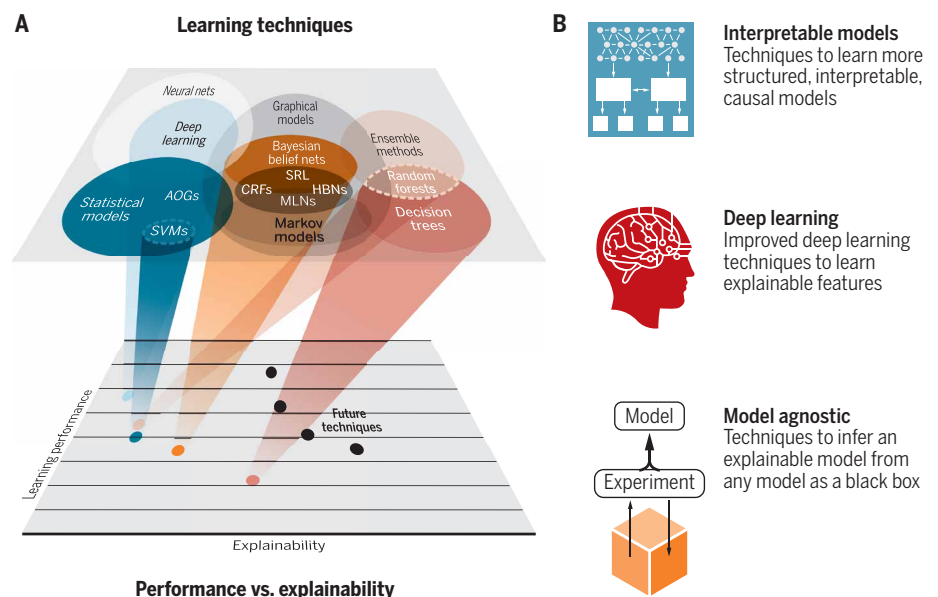 A
Learning techniques
Neural nets
Deep
learning
Graphical
models
Bayesian
belief nets
SRL
CRFs
HBNs
MLNs
Markov
models
Ensemble
methods
Random
forests
Decision
trees
Statistical
models
AOGs
SVMs
Learning performance
Future
techniques
Explainability
Performance vs. explainability
B
Interpretable models
Techniques to learn more
structured, interpretable,
causal models
Deep learning
Improved deep learning
techniques to learn
explainable features
Model
Experiment
Model agnostic
Techniques to infer an
explainable model from
any model as a black box